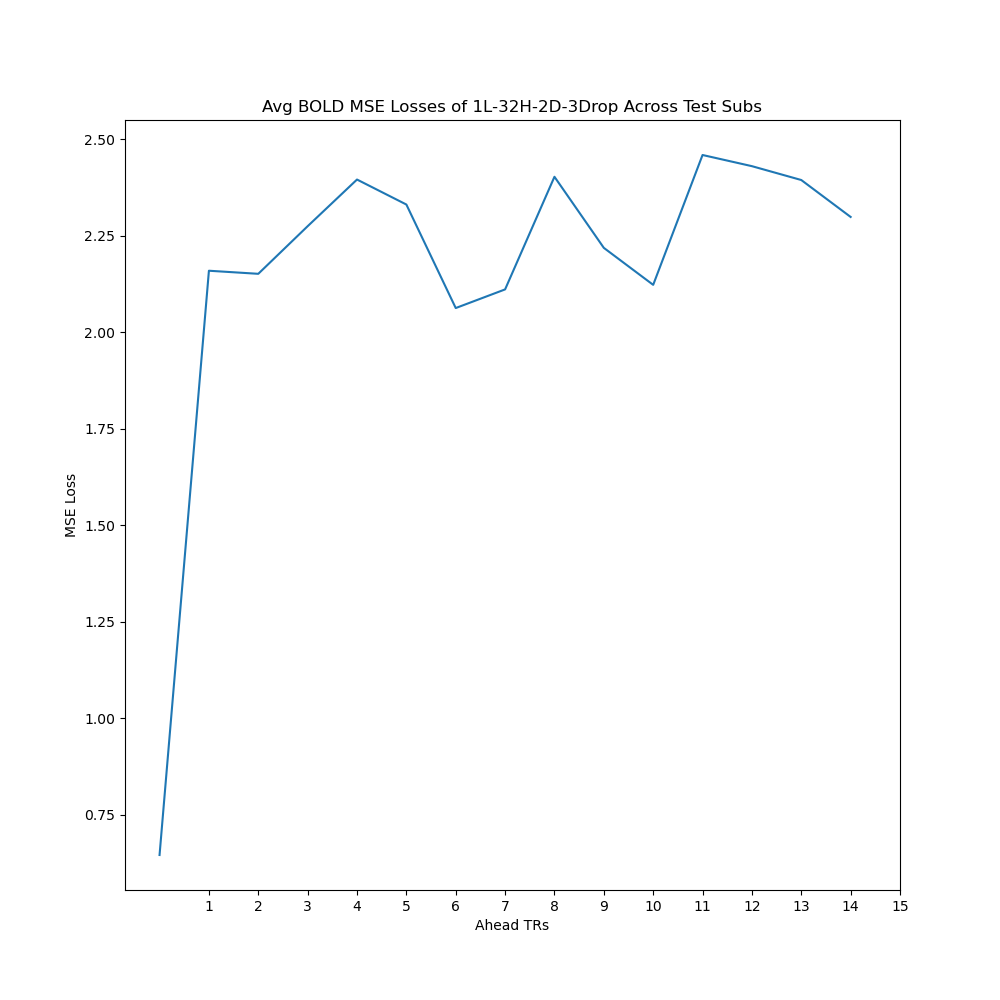 Avg BOLD MSE Losses of 1L-32H-2D-3Drop Across Test Subs
2.50
2.25
2.00
1.75
1.50
1.25
1.00
0.75
MSE Loss
1 2 3 4 5 6 7 8 9 10 11 12 13 14 15
Ahead TRs